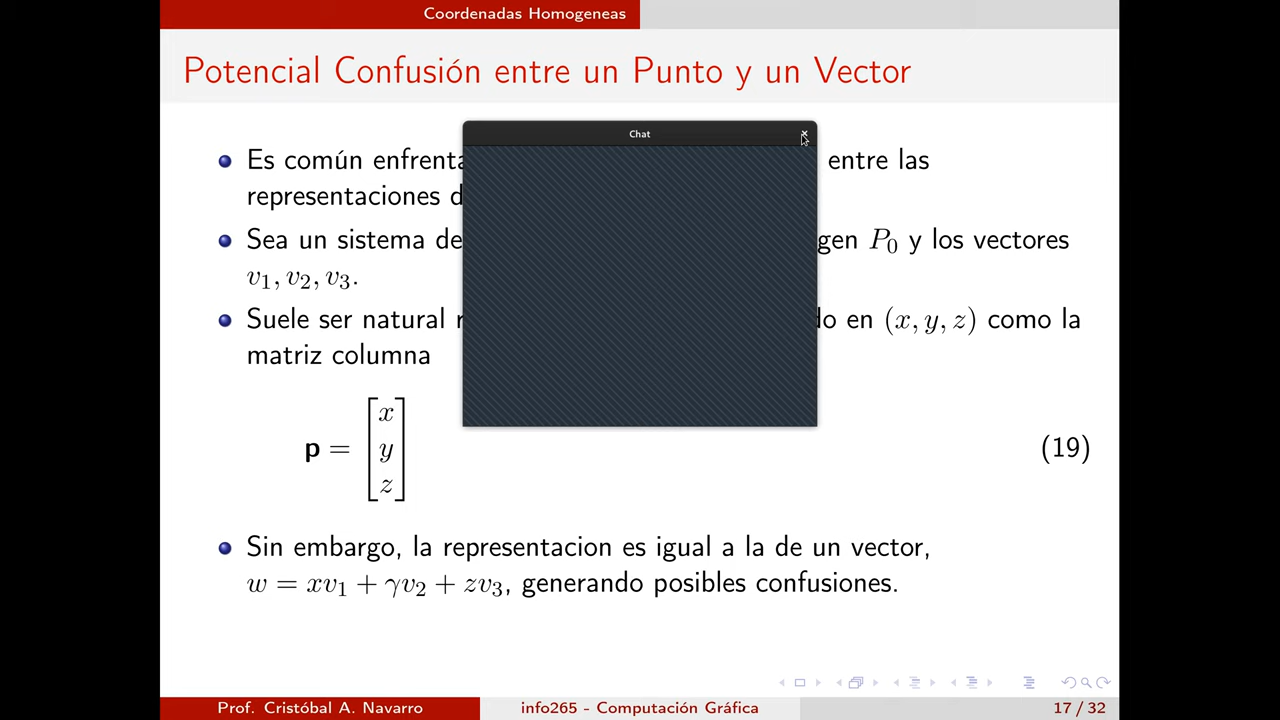 Coordenadas Homogeneas
Potencial Confusión entre un Punto y un Vector
Chat
Es común entre las
representaciones
Sea un sistema de P₀ y los vectores
v₁, v₂, v₃.
Suele ser natural en (x, y, z) como la
matriz columna
p = [x
y
z]
(19)
Sin embargo, la representacion es igual a la de un vector,
w = xv₁ + γv₂ + zv₃, generando posibles confusiones.
Prof. Cristóbal A. Navarro info265 - Computación Gráfica 17 / 32